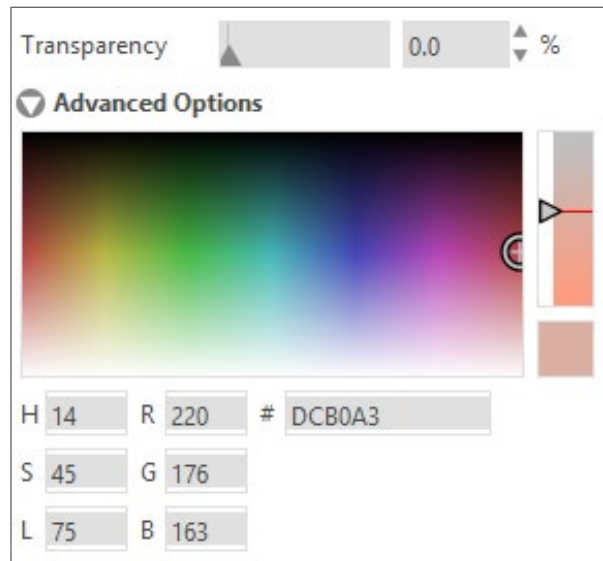 Transparency 0.0 %
Advanced Options
H 14 R 220 # DCB0A3
S 45 G 176
L 75 B 163